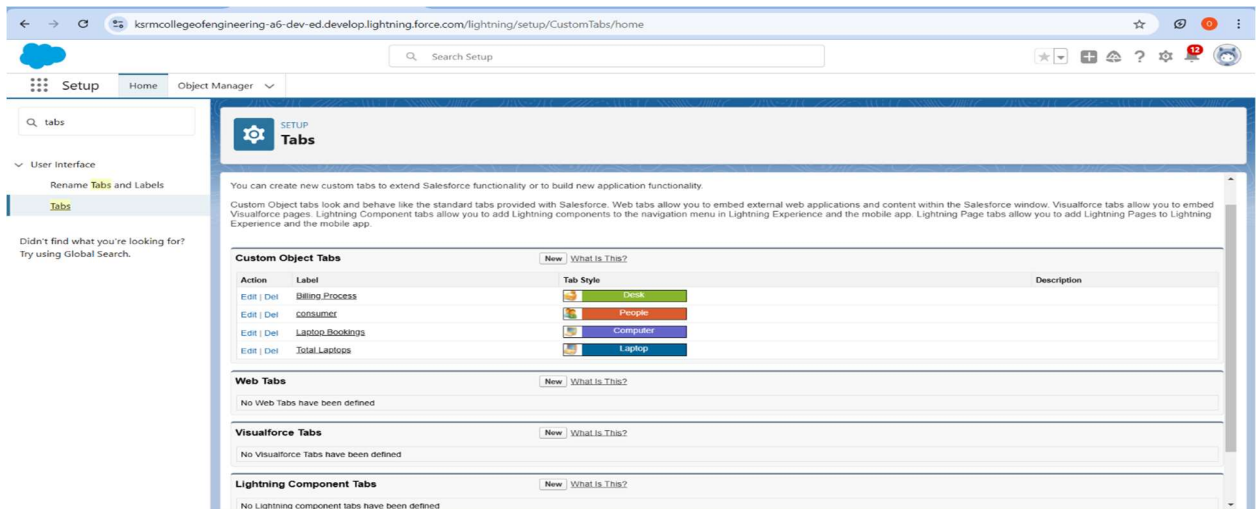 ksrmcollegeofengineering-a6-dev-ed.develop.lightning.force.com/lightning/setup/CustomTabs/home
O
Search Setup
12
Setup Home Object Manager
tabs
User Interface
Rename Tabs and Labels
Tabs
Didn't find what you're looking for?
Try using Global Search.
SETUP
Tabs
You can create new custom tabs to extend Salesforce functionality or to build new application functionality.
Custom Object tabs look and behave like the standard tabs provided with Salesforce. Web tabs allow you to embed external web applications and content within the Salesforce window. Visualforce tabs allow you to embed
Visualforce pages. Lightning Component tabs allow you to add Lightning components to the navigation menu in Lightning Experience and the mobile app. Lightning Page tabs allow you to add Lightning Pages to Lightning
Experience and the mobile app.
Custom Object Tabs New What Is This?
Action Label Tab Style Description
Edit | Del Billing Process Desk
Edit | Del consumer People
Edit | Del Laptop Bookings Computer
Edit | Del Total Laptops Laptop
Web Tabs New What Is This?
No Web Tabs have been defined
Visualforce Tabs New What Is This?
No Visualforce Tabs have been defined
Lightning Component Tabs New What Is This?
No Lightning component tabs have been defined